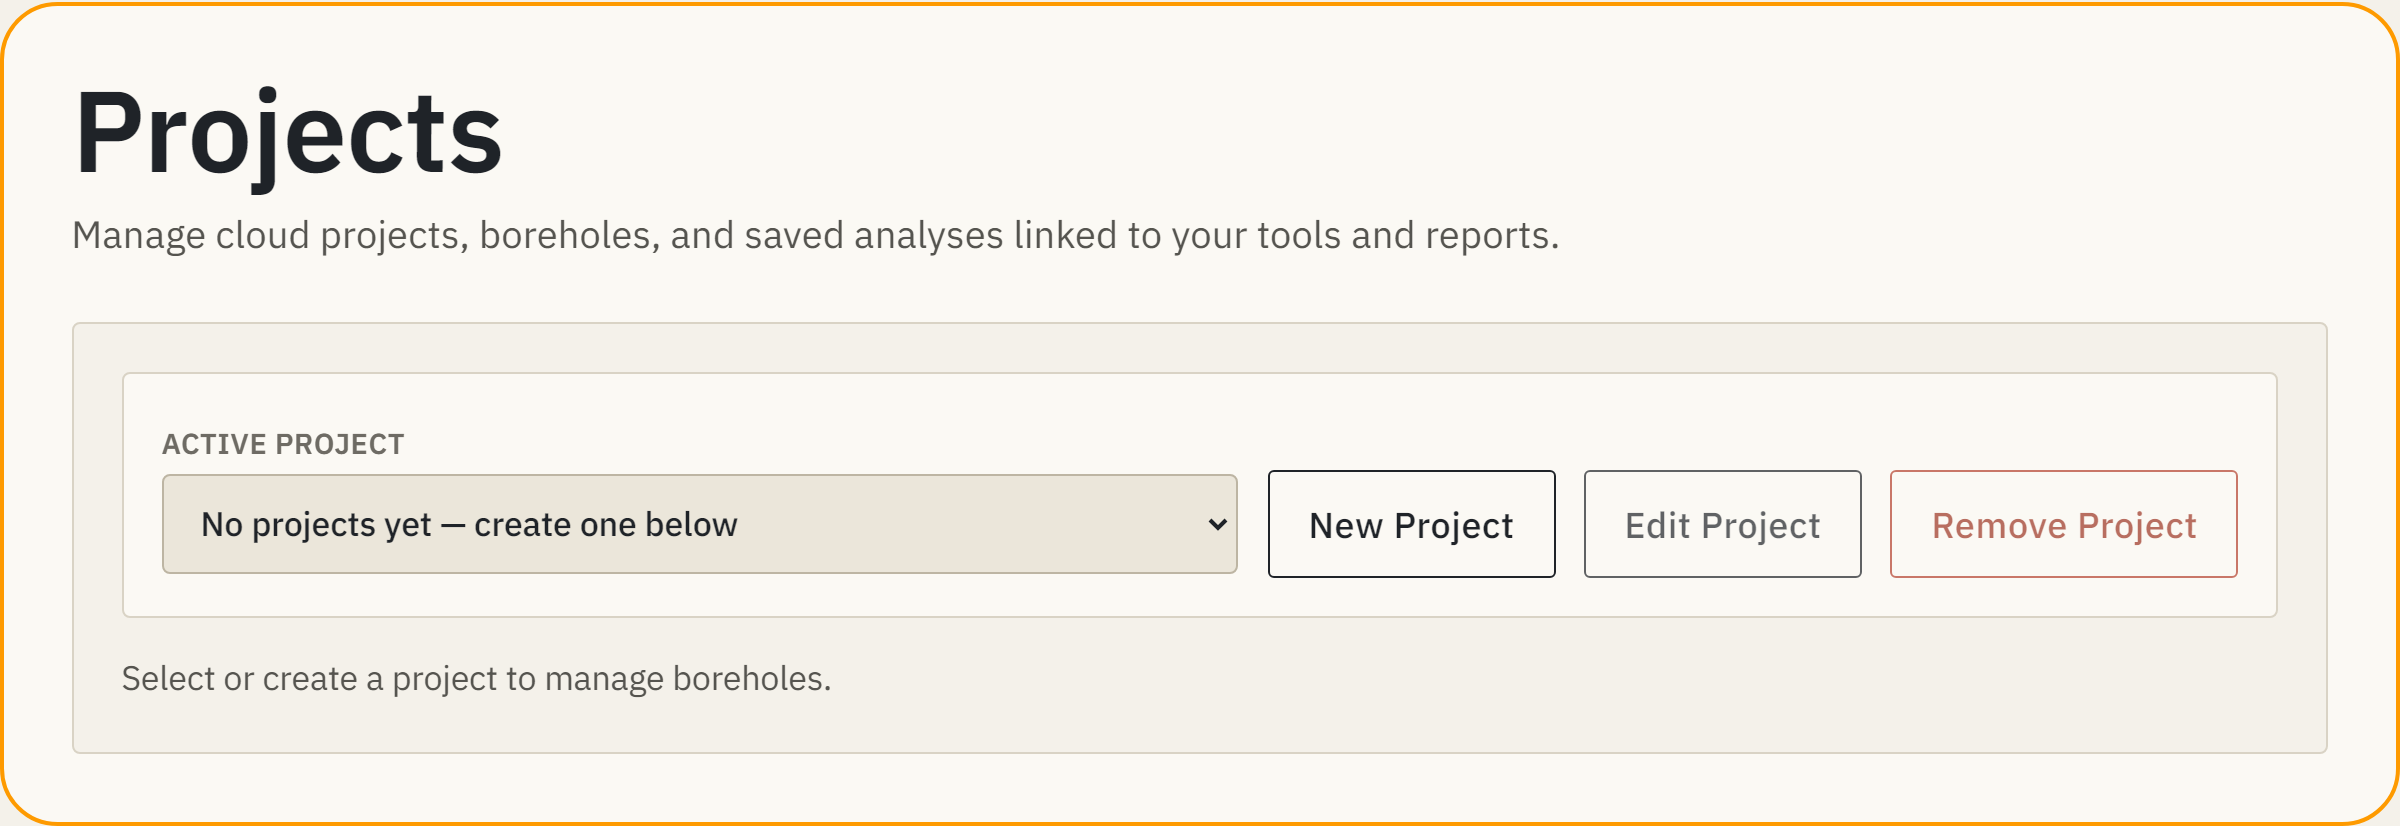 Projects
Manage cloud projects, boreholes, and saved analyses linked to your tools and reports.
ACTIVE PROJECT
No projects yet — create one below
New Project
Edit Project
Remove Project
Select or create a project to manage boreholes.